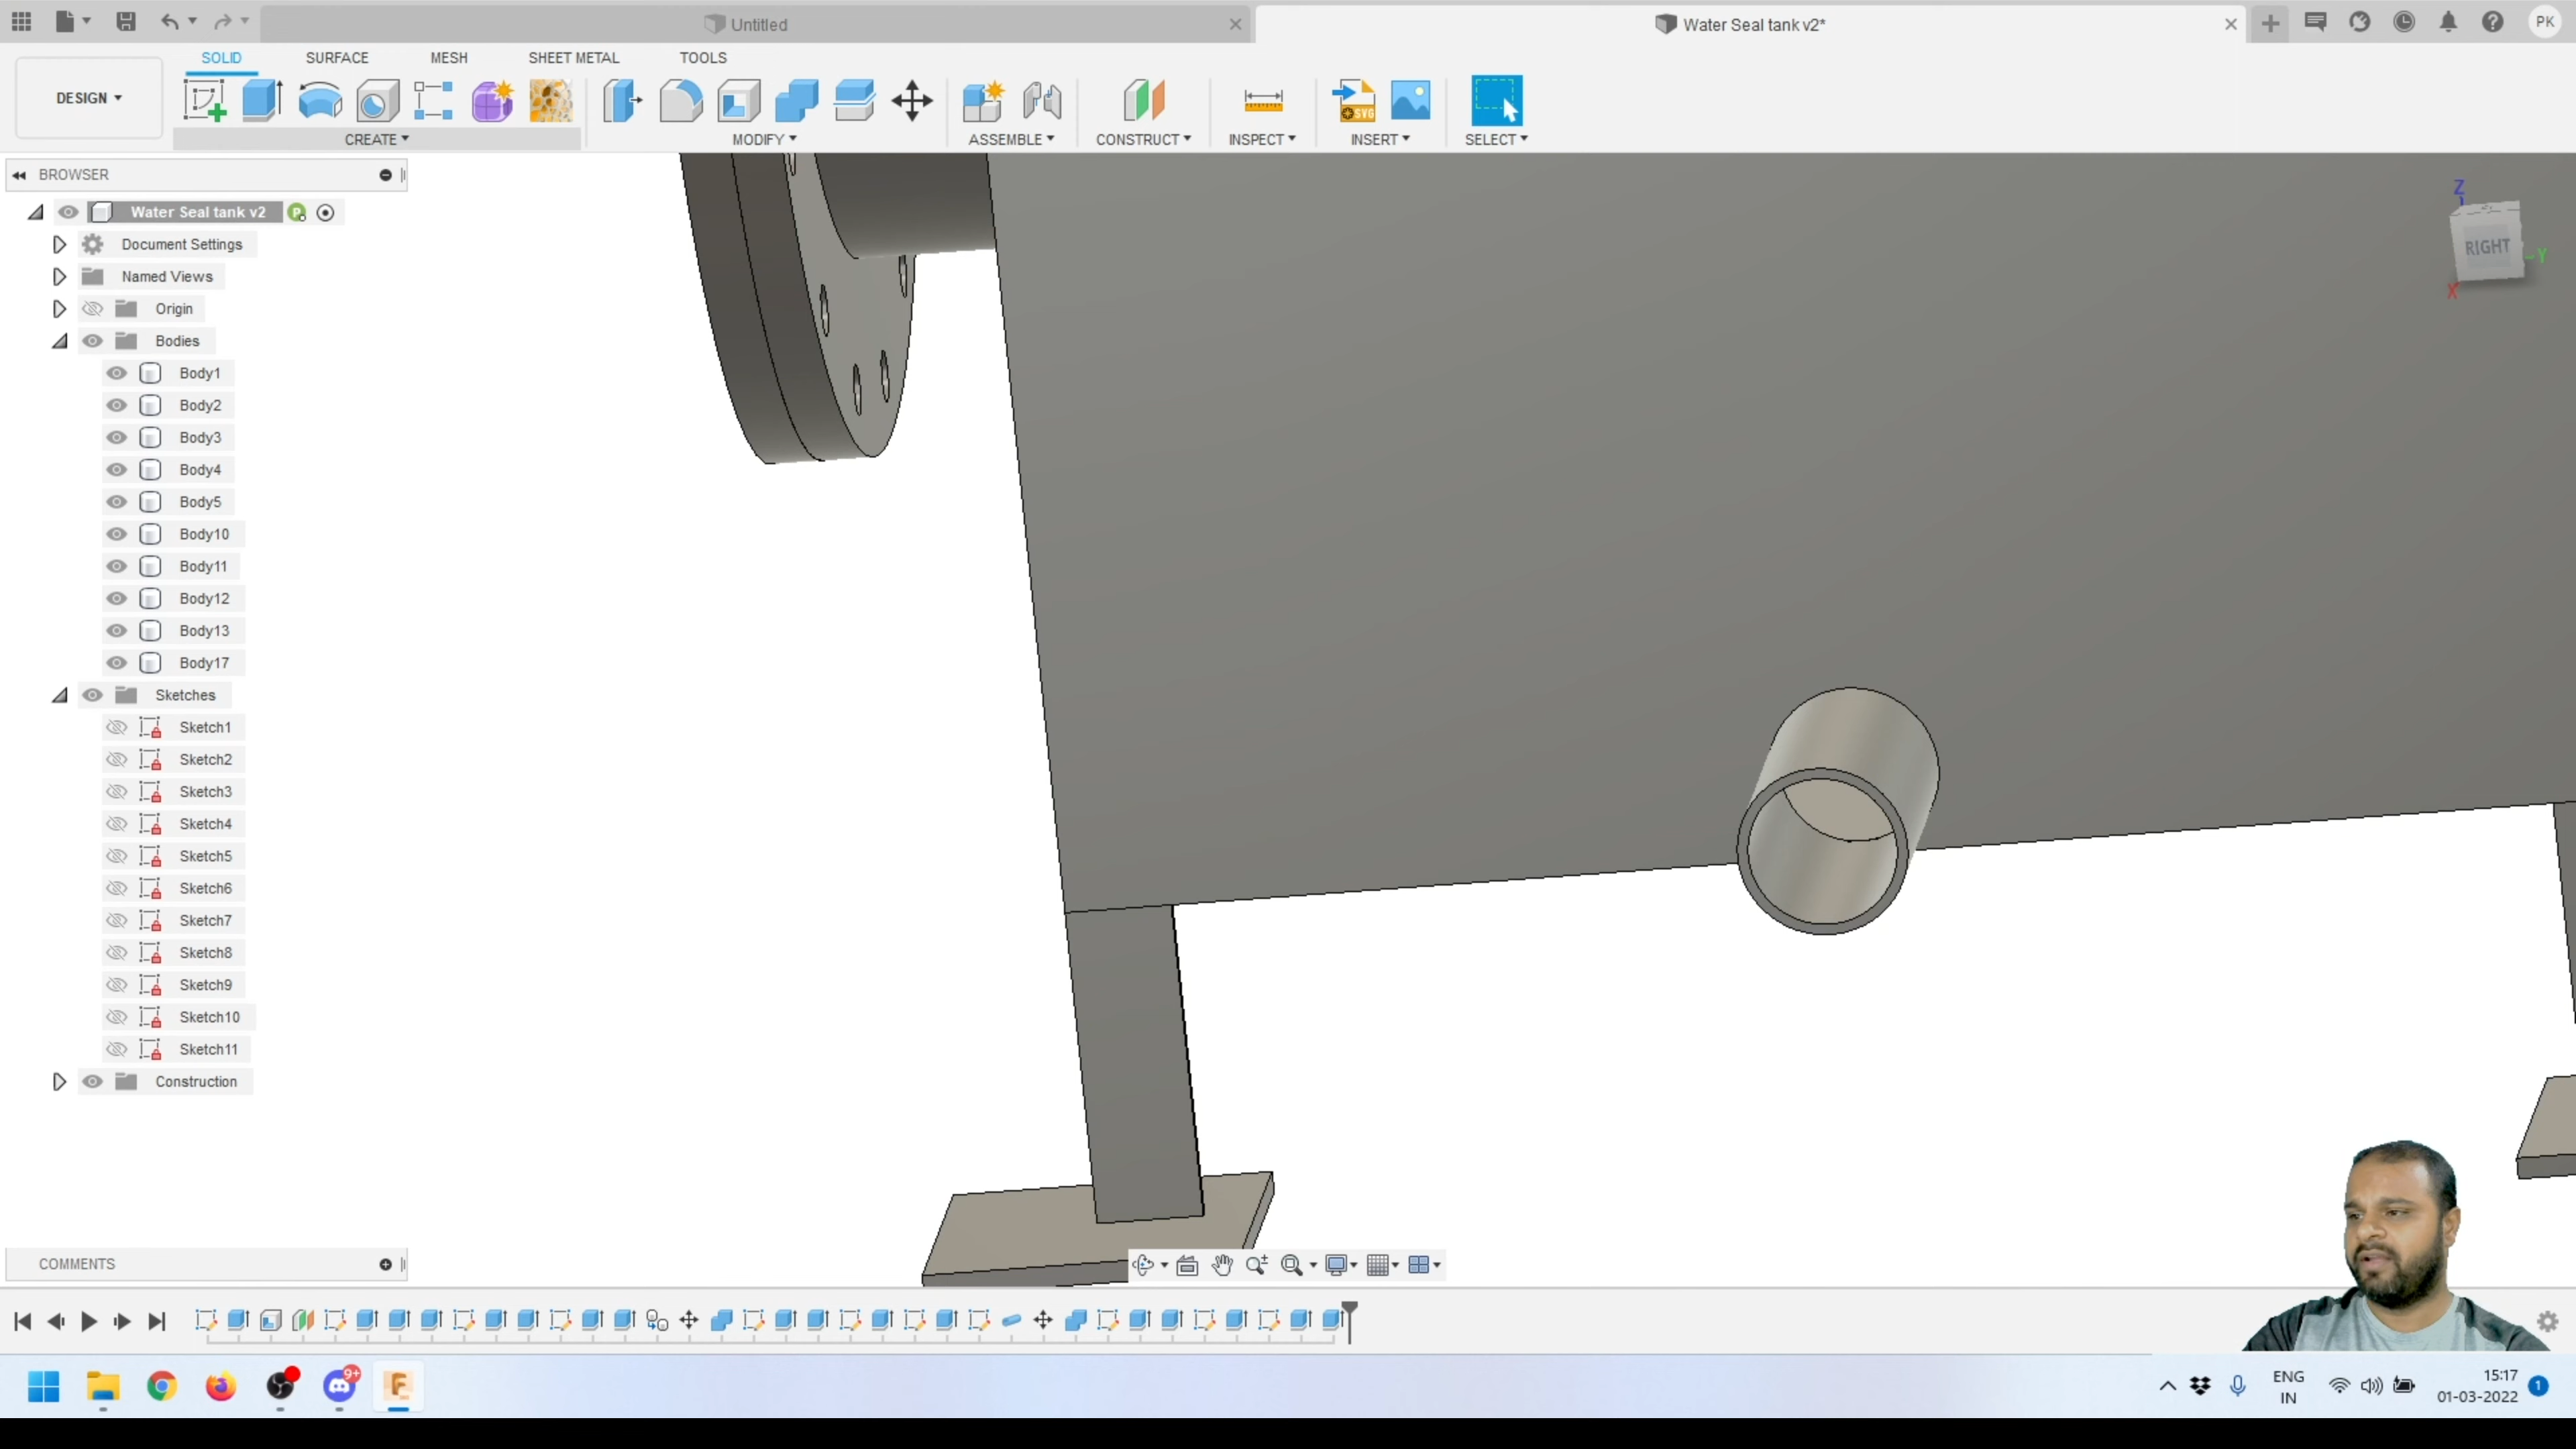 Untitled
Water Seal tank v2*
PK
SOLID
SURFACE
MESH
SHEET METAL
TOOLS
DESIGN
SVG
CREATE
MODIFY
ASSEMBLE
CONSTRUCT
INSPECT
INSERT
SELECT
BROWSER
Water Seal tank v2
Document Settings
Named Views
Origin
Bodies
Body1
Body2
Body3
Body4
Body5
Body10
Body11
Body12
Body13
Body17
Sketches
Sketch1
Sketch2
Sketch3
Sketch4
Sketch5
Sketch6
Sketch7
Sketch8
Sketch9
Sketch10
Sketch11
Construction
Z
RIGHT
Y
X
COMMENTS
9+
F
ENG
IN
15:17
01-03-2022
1